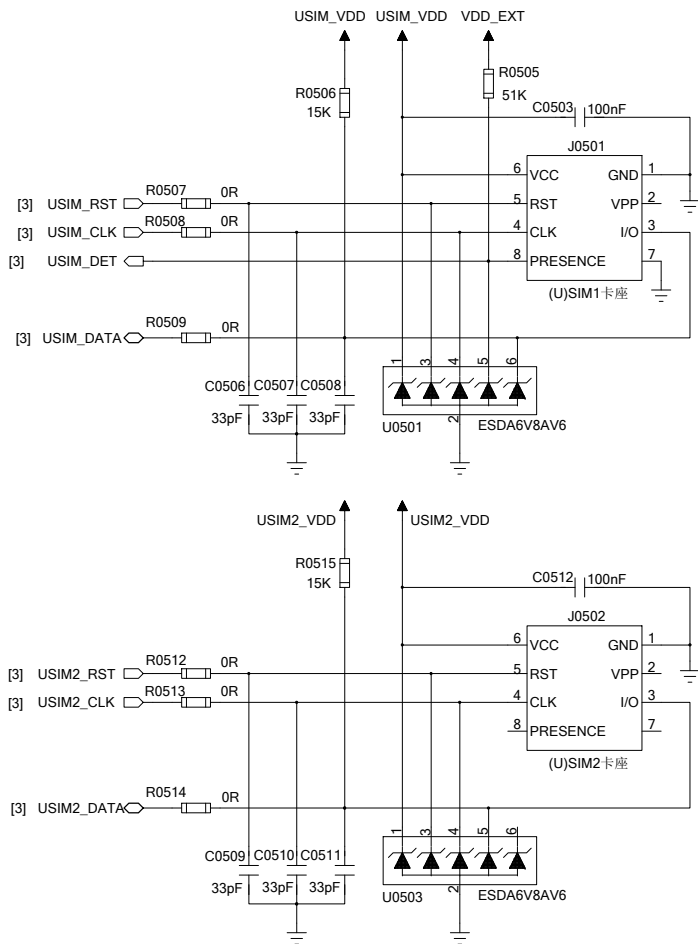 USIM_VDD USIM_VDD VDD_EXT
R0505
51K
R0506
15K
C0503 100nF
J0501
6 VCC GND 1
5 RST VPP 2
4 CLK I/O 3
8 PRESENCE 7
(U)SIM1卡座
[3] USIM_RST R0507 0R
[3] USIM_CLK R0508 0R
[3] USIM_DET
[3] USIM_DATA R0509 0R
1 3 4 5 6
C0506 C0507 C0508
33pF 33pF 33pF
2
U0501 ESDA6V8AV6
USIM2_VDD USIM2_VDD
R0515
15K
C0512 100nF
J0502
6 VCC GND 1
5 RST VPP 2
4 CLK I/O 3
8 PRESENCE 7
(U)SIM2卡座
[3] USIM2_RST R0512 0R
[3] USIM2_CLK R0513 0R
[3] USIM2_DATA R0514 0R
1 3 4 5 6
C0509 C0510 C0511
33pF 33pF 33pF
2
U0503 ESDA6V8AV6